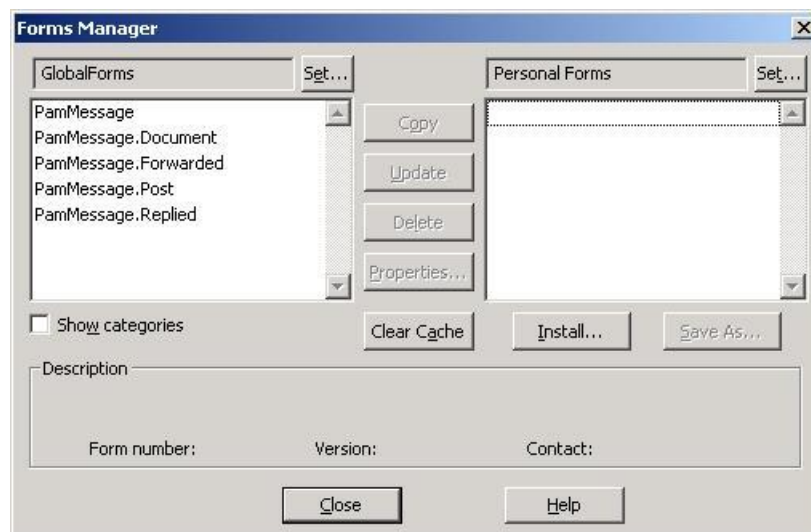 Forms Manager
GlobalForms Set... Personal Forms Set...
PamMessage
PamMessage.Document
PamMessage.Forwarded
PamMessage.Post
PamMessage.Replied
Copy
Update
Delete
Properties...
Show categories Clear Cache Install... Save As...
Description
Form number: Version: Contact:
Close Help